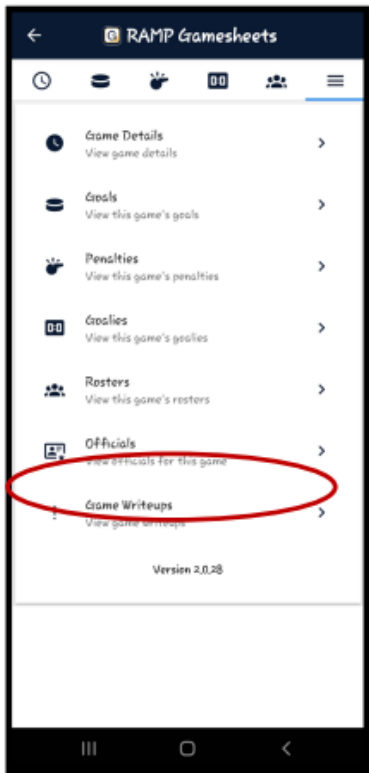 RAMP Gamesheets
Game Details
View game details
Goals
View this game's goals
Penalties
View this game's penalties
0:0
Goalies
View this game's goalies
Rosters
View this game's rosters
Officials
View officials for this game
Game Writeups
View game writeups
Version 2.0.28